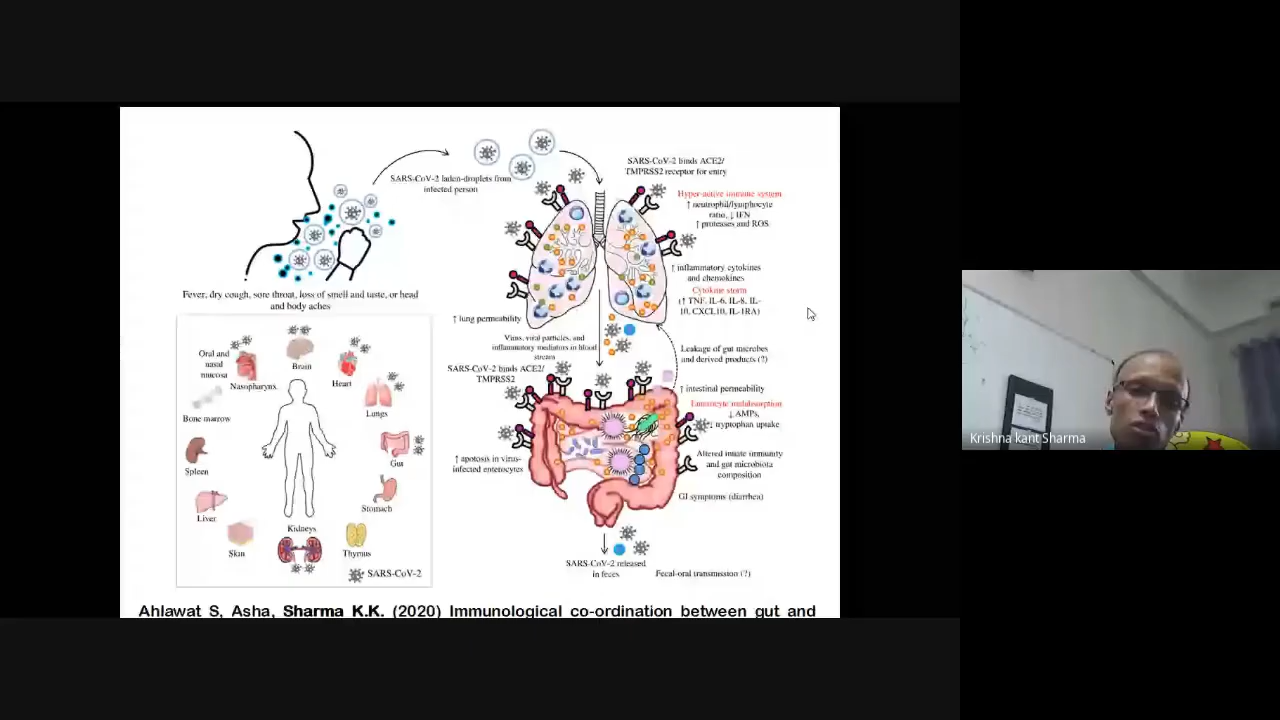 SARS-CoV-2 laden-droplets from
infected person
SARS-CoV-2 binds ACE2/
TMPRSS2 receptor for entry
Hyper-active immune system
↑ neutrophil/lymphocyte
ratio, ↓ IFN
↑ proteases and ROS
↑ inflammatory cytokines
and chemokines
Cytokine storm
(↑ TNF, IL-6, IL-8, IL-
10, CXCL10, IL-1RA)
Fever, dry cough, sore throat, loss of smell and taste, or head
and body aches
↑ lung permeability
Virus, viral particles, and
inflammatory mediators in blood
stream
SARS-CoV-2 binds ACE2/
TMPRSS2
Leakage of gut microbes
and derived products (?)
↑ intestinal permeability
Enterocyte malabsorption
↓ AMPs,
↓ tryptophan uptake
Altered innate immunity
and gut microbiota
composition
GI symptoms (diarrhea)
↑ apotosis in virus-
infected enterocytes
SARS-CoV-2 released
in feces
Fecal-oral transmission (?)
Oral and
nasal
mucosa
Nasopharynx
Brain
Heart
Lungs
Gut
Stomach
Thymus
Kidneys
Skin
Liver
Spleen
Bone marrow
SARS-CoV-2
Ahlawat S, Asha, Sharma K.K. (2020) Immunological co-ordination between gut and
Krishna kant Sharma